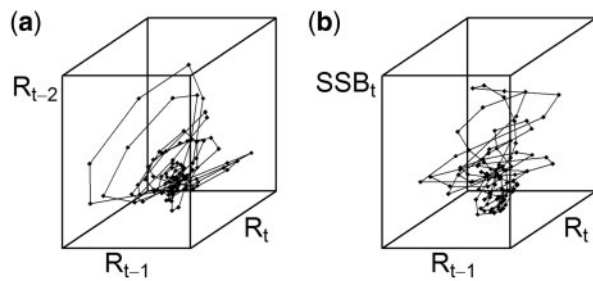 (a)
R_{t–2}
R_{t–1}
R_t
(b)
SSB_t
R_{t–1}
R_t